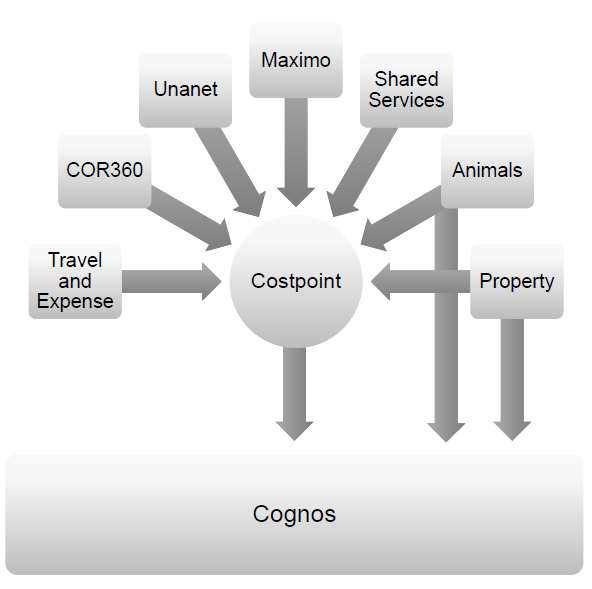 Maximo
Unanet
Shared
Services
COR360
Animals
Travel
and
Expense
Costpoint
Property
Cognos